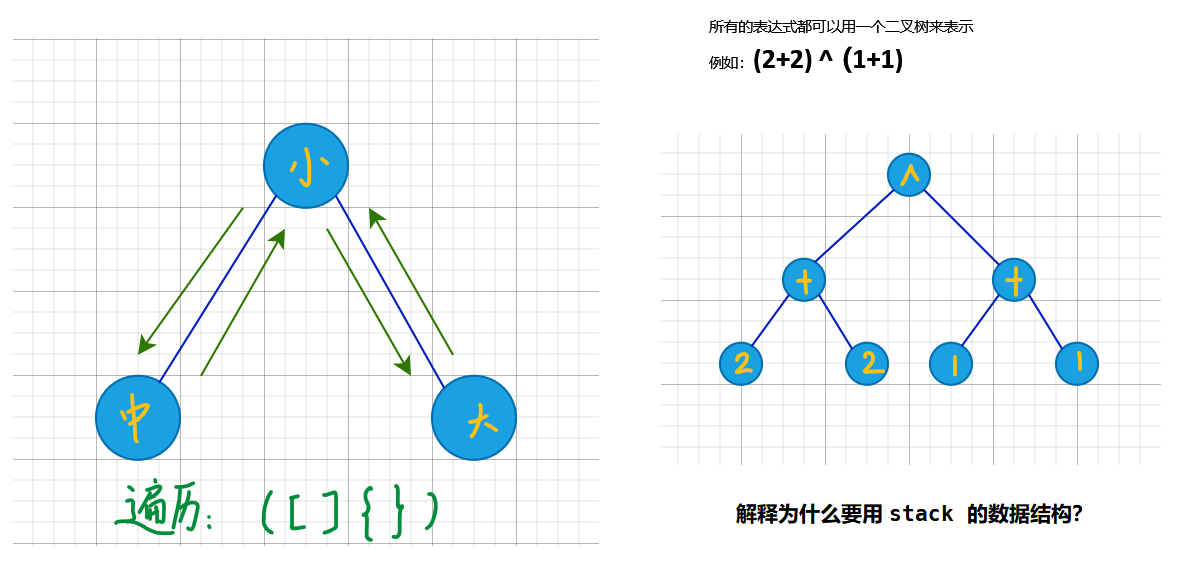 小
中
大
遍历: ([]{})
所有的表达式都可以用一个二叉树来表示
例如: (2+2) ^ (1+1)
^
+ +
2 2 1 1
解释为什么要用 stack 的数据结构?